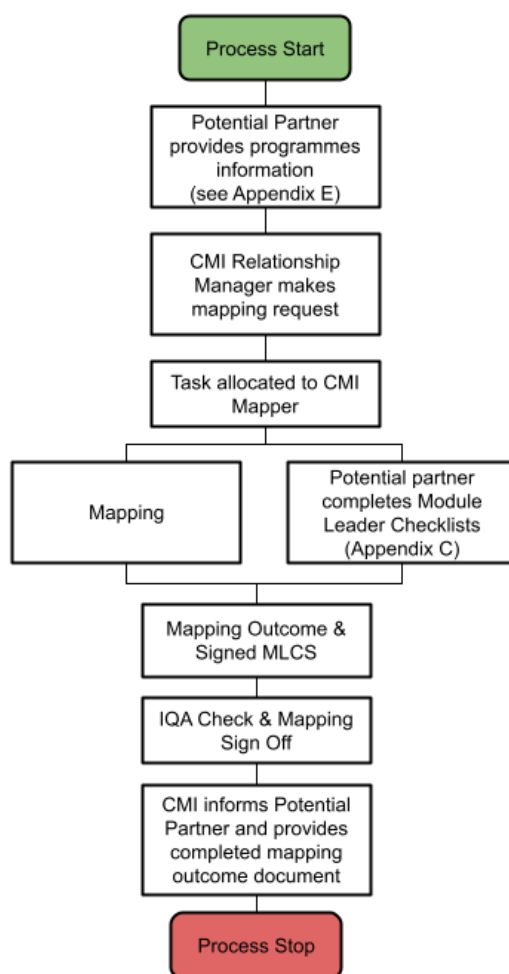 Process Start
Potential Partner
provides programmes
information
(see Appendix E)
CMI Relationship
Manager makes
mapping request
Task allocated to CMI
Mapper
Mapping
Potential partner
completes Module
Leader Checklists
(Appendix C)
Mapping Outcome &
Signed MLCS
IQA Check & Mapping
Sign Off
CMI informs Potential
Partner and provides
completed mapping
outcome document
Process Stop